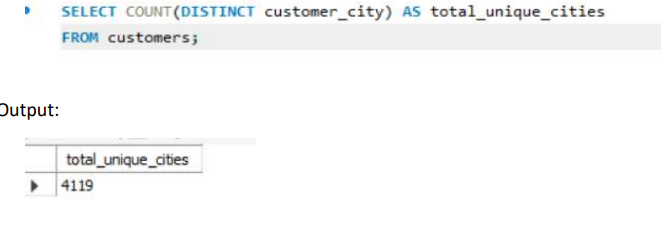 SELECT COUNT(DISTINCT customer_city) AS total_unique_cities
FROM customers;
Output:
total_unique_cities
4119